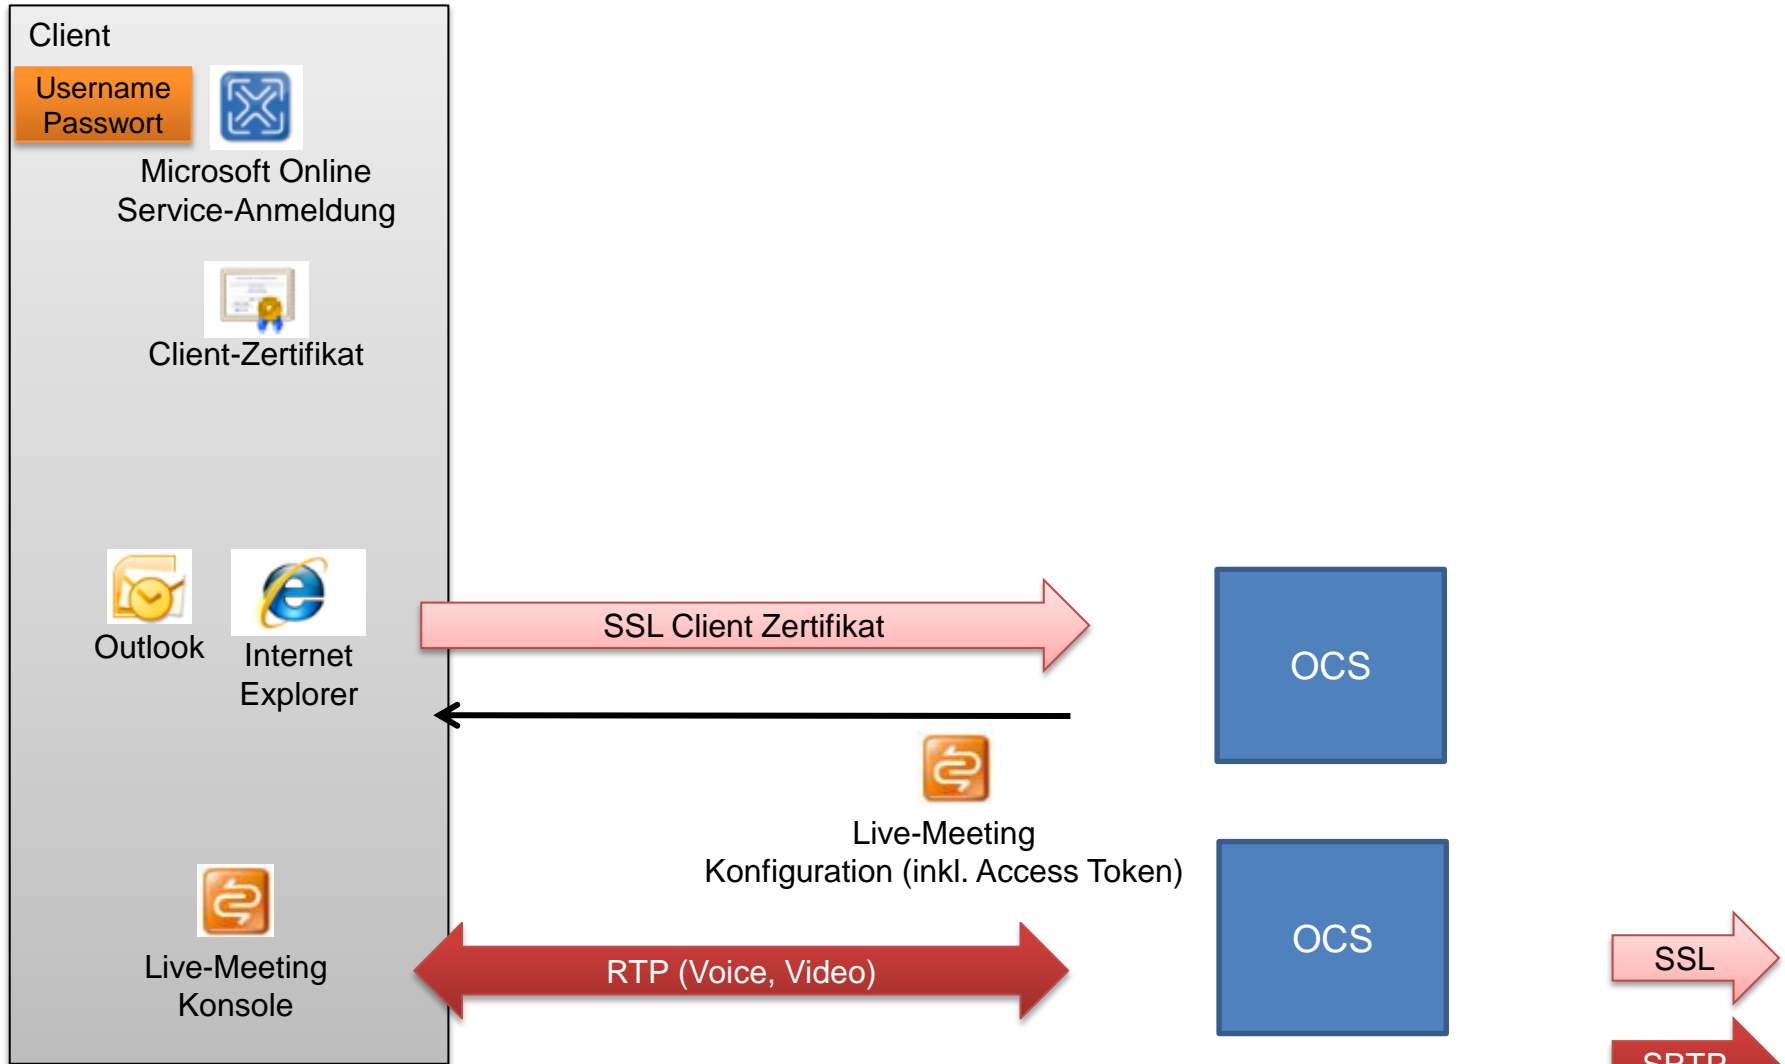 Client
Username
Passwort
Microsoft Online
Service-Anmeldung
Client-Zertifikat
Outlook
Internet
Explorer
SSL Client Zertifikat
OCS
Live-Meeting
Konfiguration (inkl. Access Token)
Live-Meeting
Konsole
RTP (Voice, Video)
OCS
SSL
SRTP